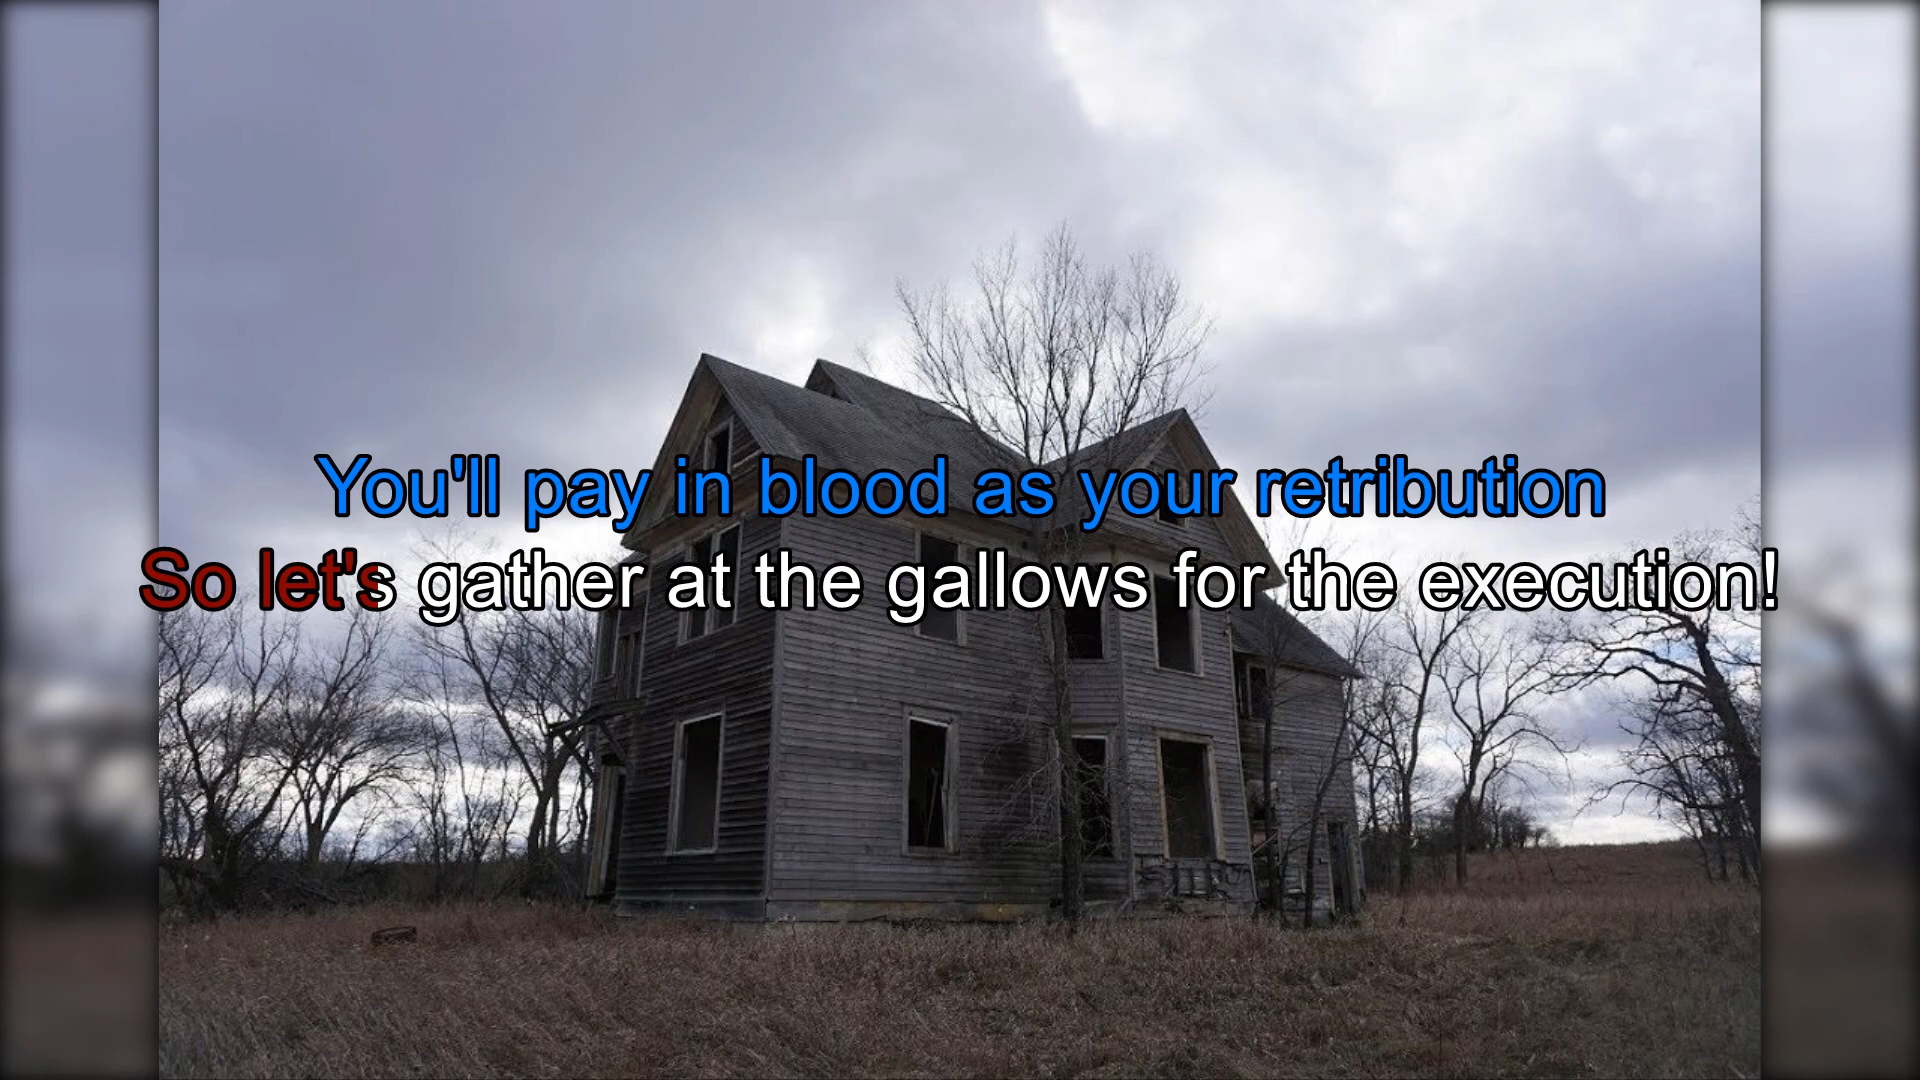 You'll pay in blood as your retribution
So let's gather at the gallows for the execution!